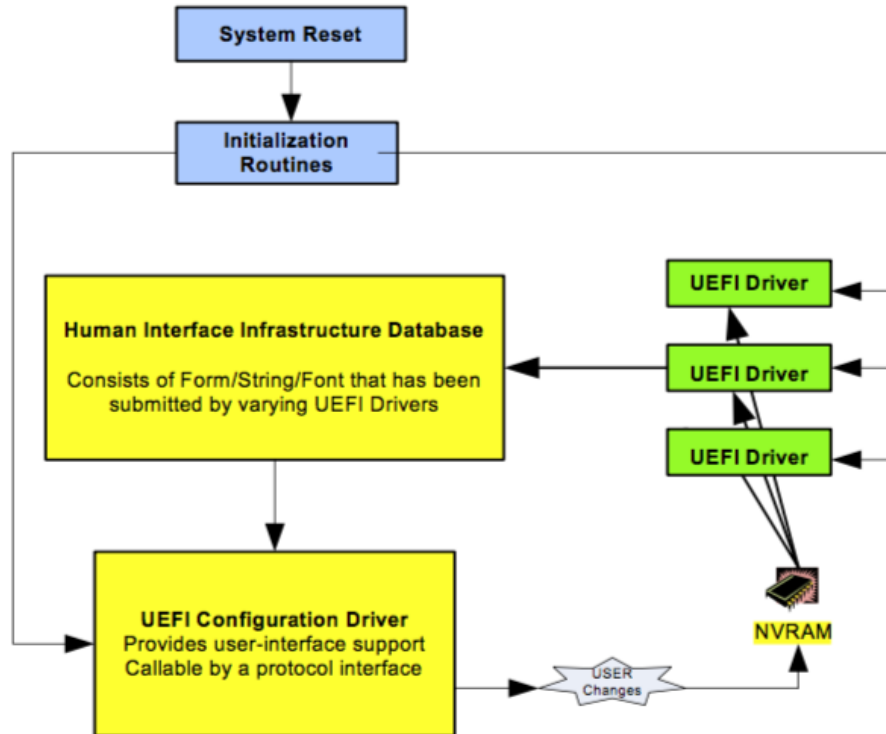 System Reset
Initialization
Routines
UEFI Driver
Human Interface Infrastructure Database
Consists of Form/String/Font that has been
submitted by varying UEFI Drivers
UEFI Driver
UEFI Driver
UEFI Configuration Driver
Provides user-interface support
Callable by a protocol interface
NVRAM
USER
Changes